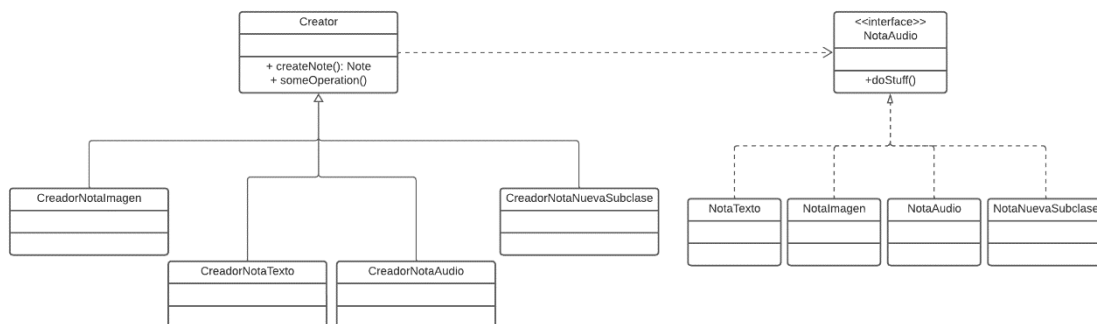 Creator
+ createNote(): Note
+ someOperation()
<<interface>>
NotaAudio
+doStuff()
CreadorNotaImagen
CreadorNotaTexto
CreadorNotaAudio
CreadorNotaNuevaSubclase
NotaTexto
NotaImagen
NotaAudio
NotaNuevaSubclase